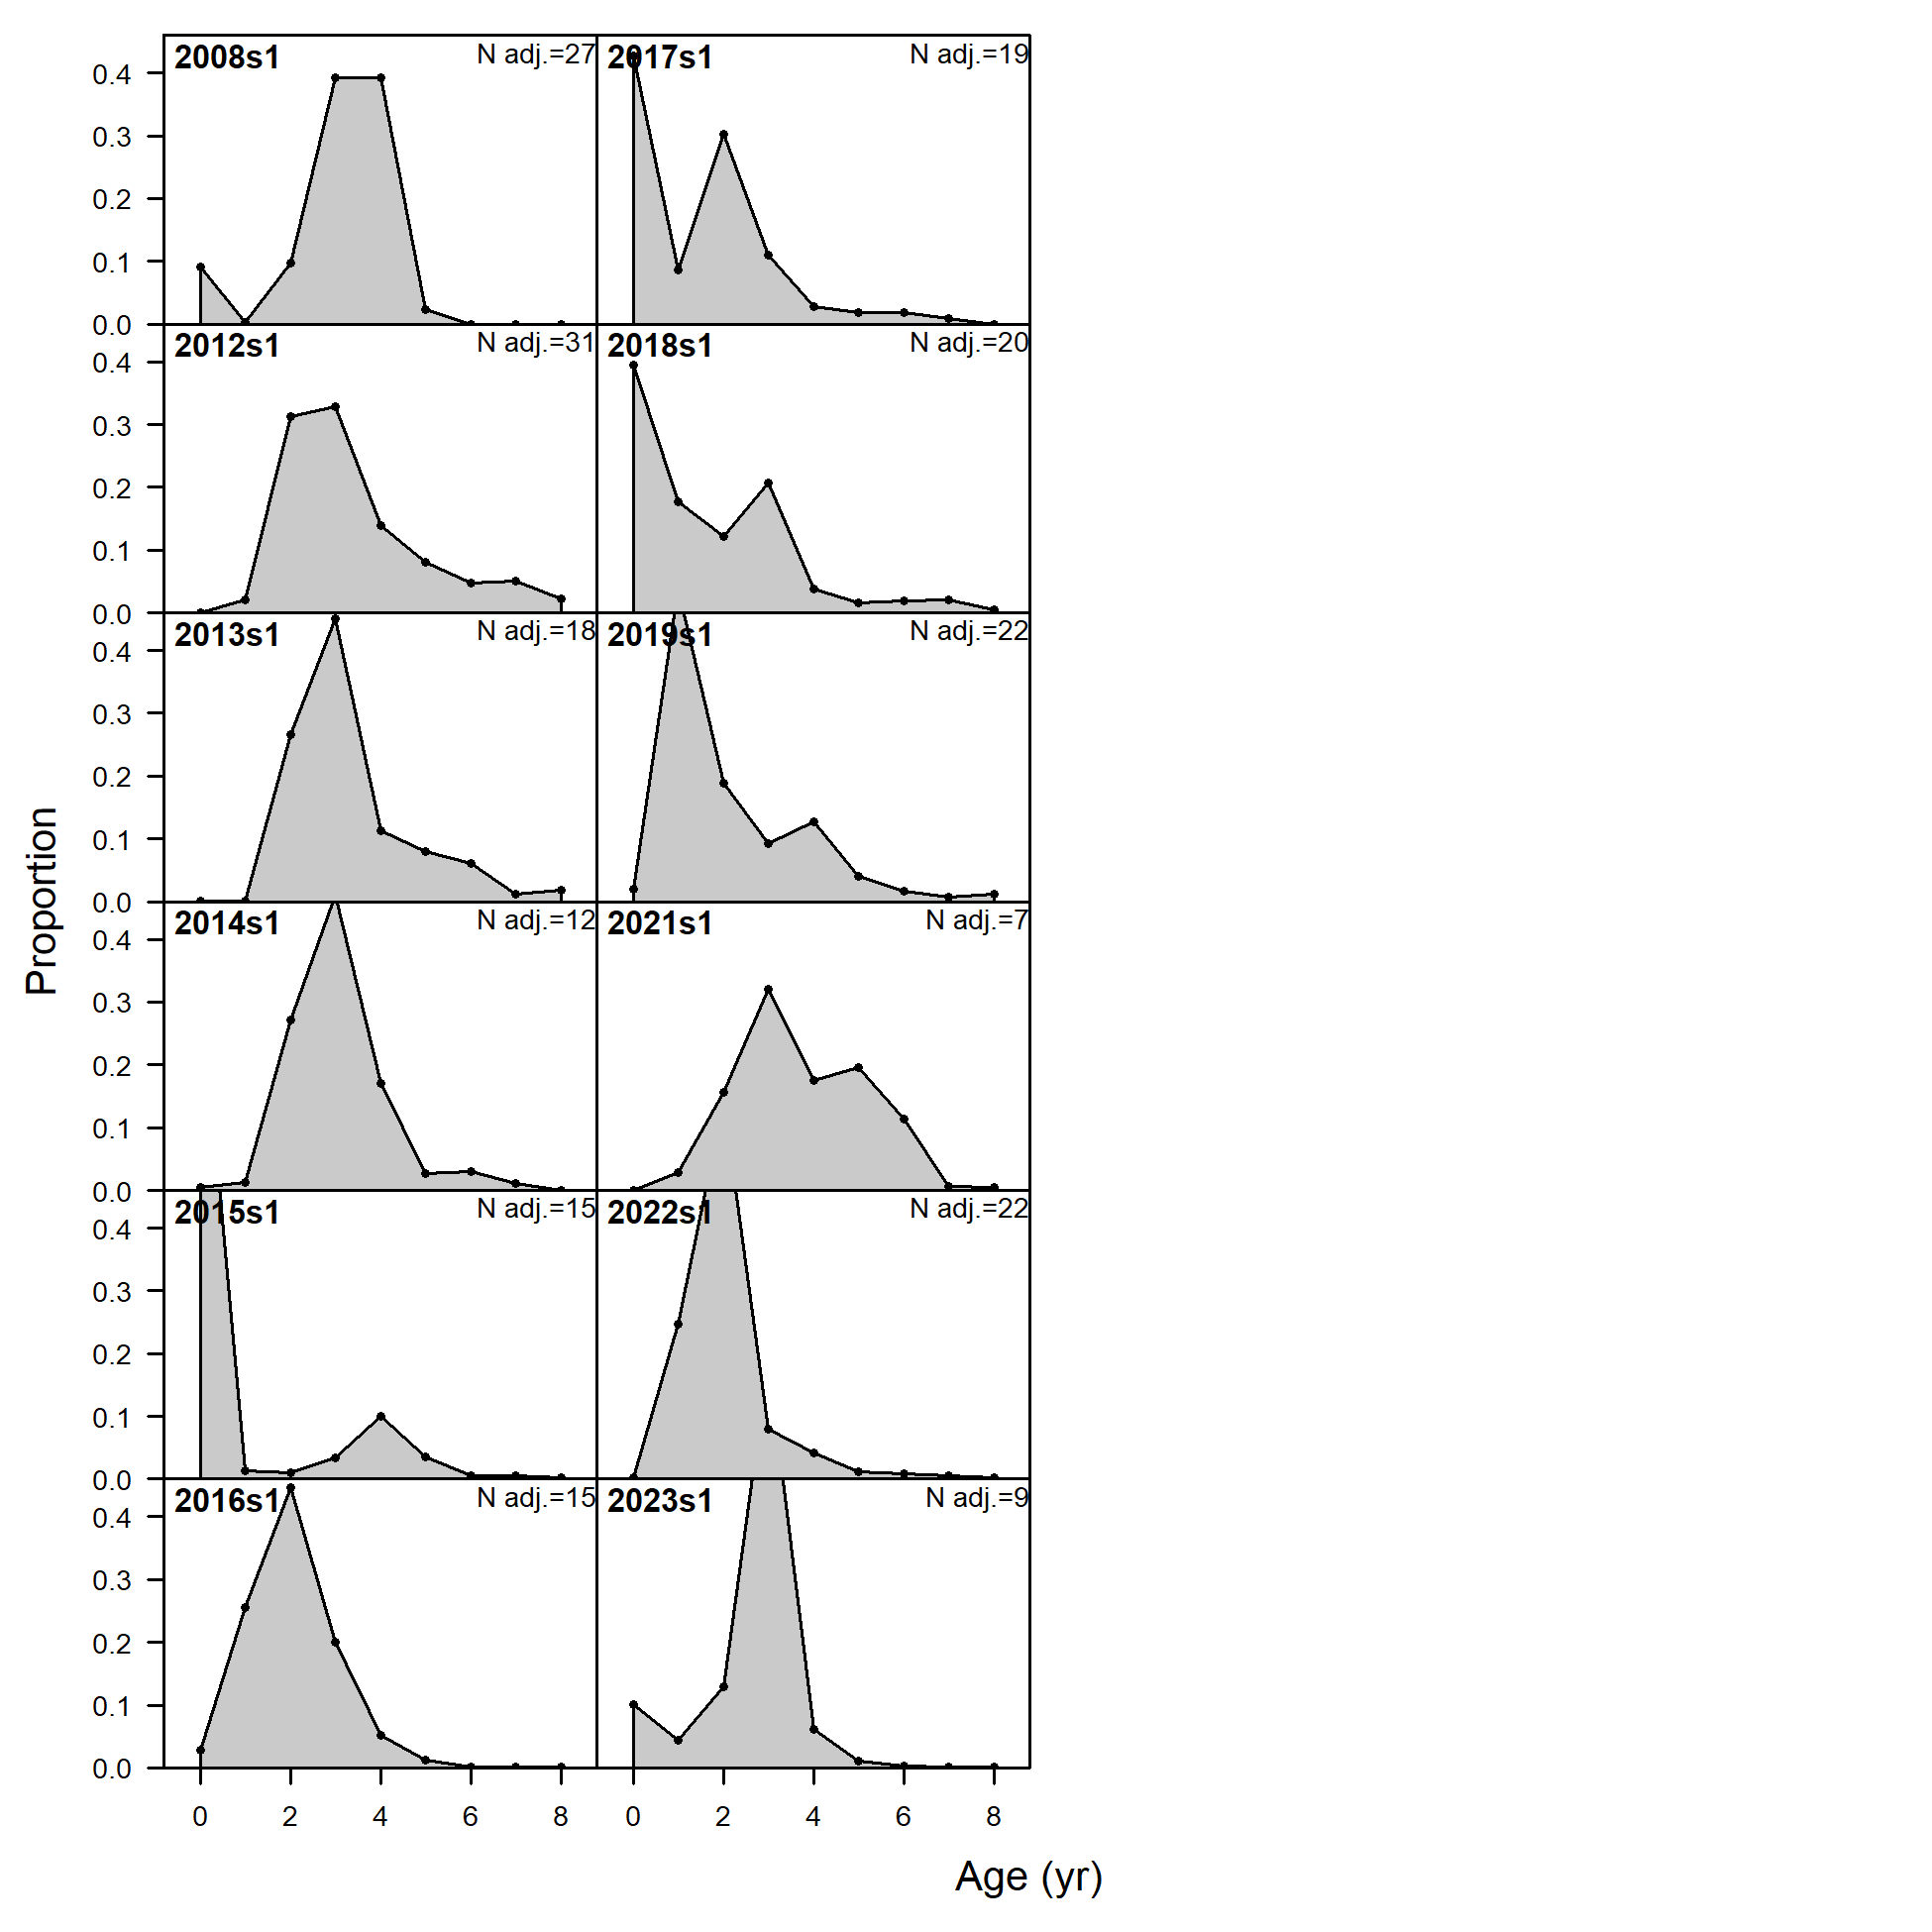 Proportion
2008s1 N adj.=27
0.4
0.3
0.2
0.1
0.0
2012s1 N adj.=31
0.4
0.3
0.2
0.1
0.0
2013s1 N adj.=18
0.4
0.3
0.2
0.1
0.0
2014s1 N adj.=12
0.4
0.3
0.2
0.1
0.0
2015s1 N adj.=15
0.4
0.3
0.2
0.1
0.0
2016s1 N adj.=15
0.4
0.3
0.2
0.1
0.0
0 2 4 6 8
2017s1 N adj.=19
2018s1 N adj.=20
2019s1 N adj.=22
2021s1 N adj.=7
2022s1 N adj.=22
2023s1 N adj.=9
0 2 4 6 8
Age (yr)